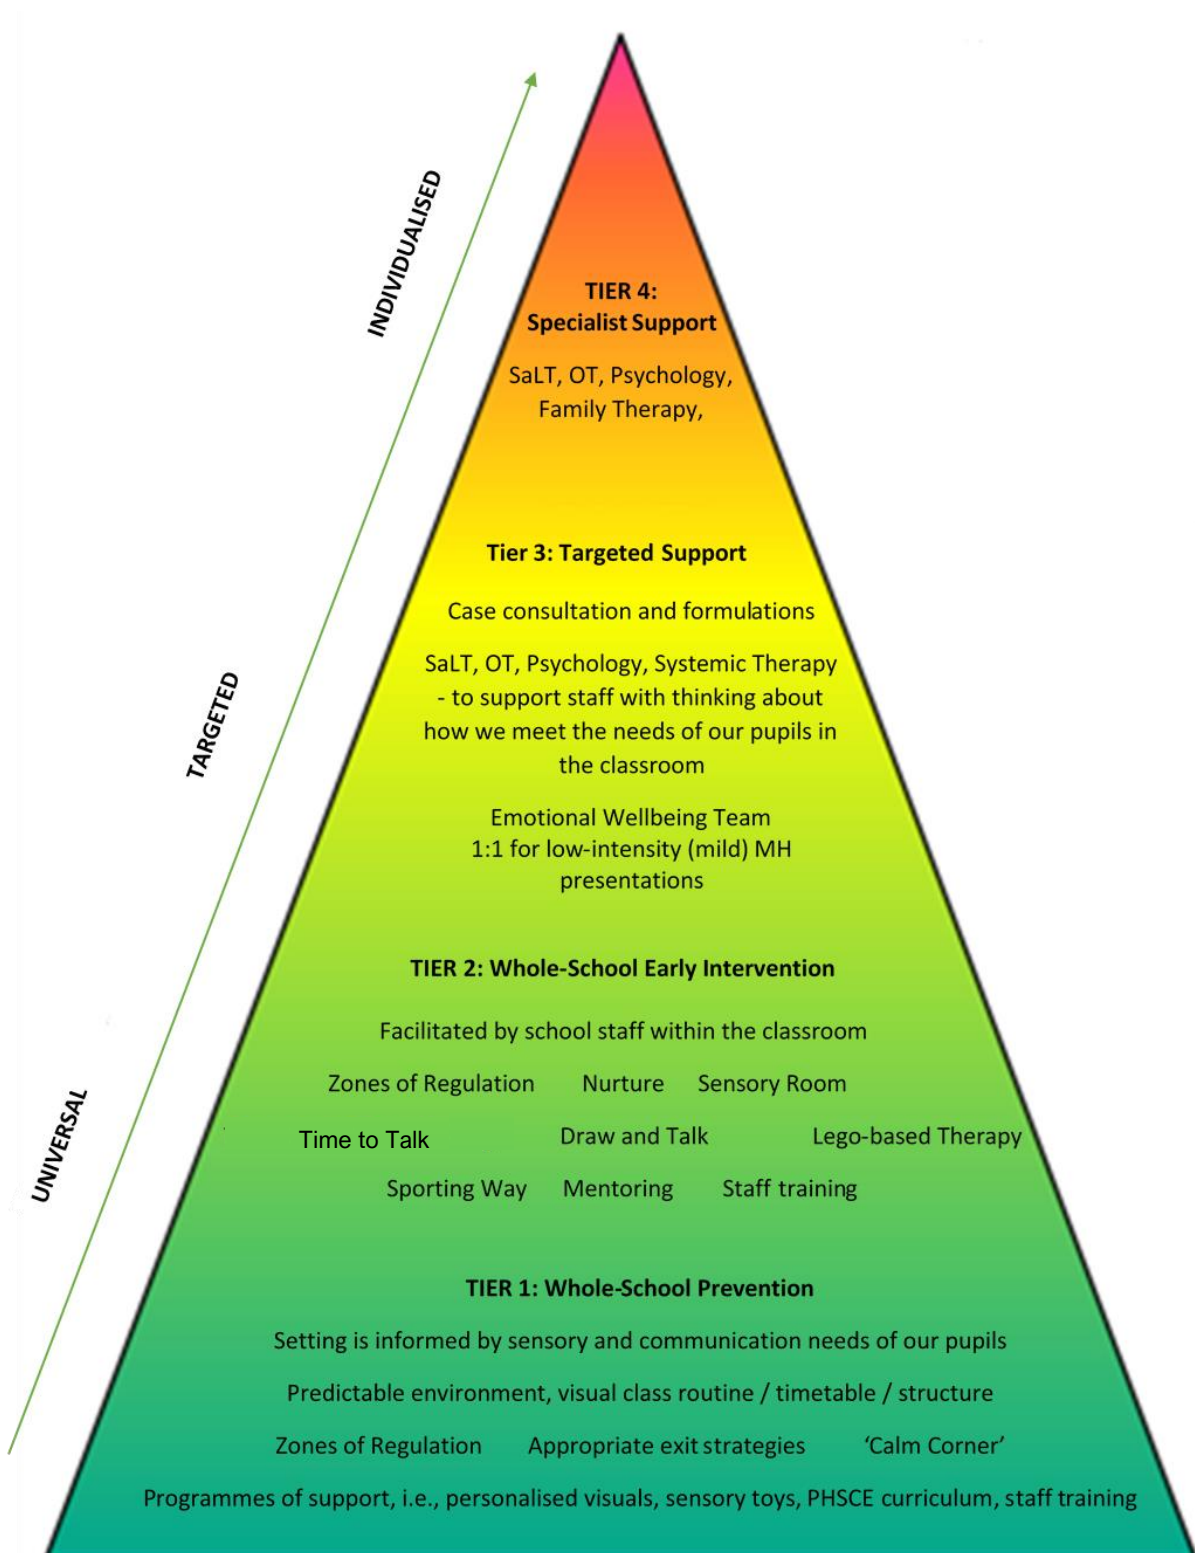 INDIVIDUALISED
TIER 4:
Specialist Support
SaLT, OT, Psychology,
Family Therapy,
Tier 3: Targeted Support
Case consultation and formulations
TARGETED
SaLT, OT, Psychology, Systemic Therapy
- to support staff with thinking about
how we meet the needs of our pupils in
the classroom
Emotional Wellbeing Team
1:1 for low-intensity (mild) MH
presentations
TIER 2: Whole-School Early Intervention
Facilitated by school staff within the classroom
UNIVERSAL
Zones of Regulation Nurture Sensory Room
Time to Talk Draw and Talk Lego-based Therapy
Sporting Way Mentoring Staff training
TIER 1: Whole-School Prevention
Setting is informed by sensory and communication needs of our pupils
Predictable environment, visual class routine / timetable / structure
Zones of Regulation Appropriate exit strategies ‘Calm Corner’
Programmes of support, i.e., personalised visuals, sensory toys, PHSCE curriculum, staff training